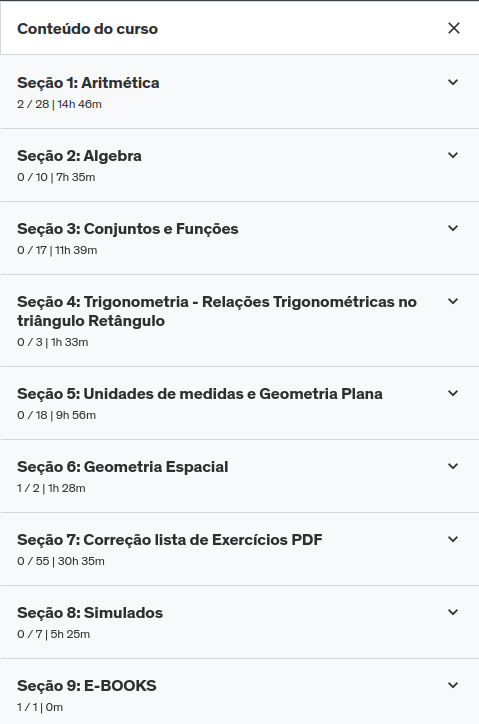 Conteúdo do curso
Seção 1: Aritmética
2 / 28 | 14h 46m
Seção 2: Algebra
0 / 10 | 7h 35m
Seção 3: Conjuntos e Funções
0 / 17 | 11h 39m
Seção 4: Trigonometria - Relações Trigonométricas no
triângulo Retângulo
0 / 3 | 1h 33m
Seção 5: Unidades de medidas e Geometria Plana
0 / 18 | 9h 56m
Seção 6: Geometria Espacial
1 / 2 | 1h 28m
Seção 7: Correção lista de Exercícios PDF
0 / 55 | 30h 35m
Seção 8: Simulados
0 / 7 | 5h 25m
Seção 9: E-BOOKS
1 / 1 | 0m